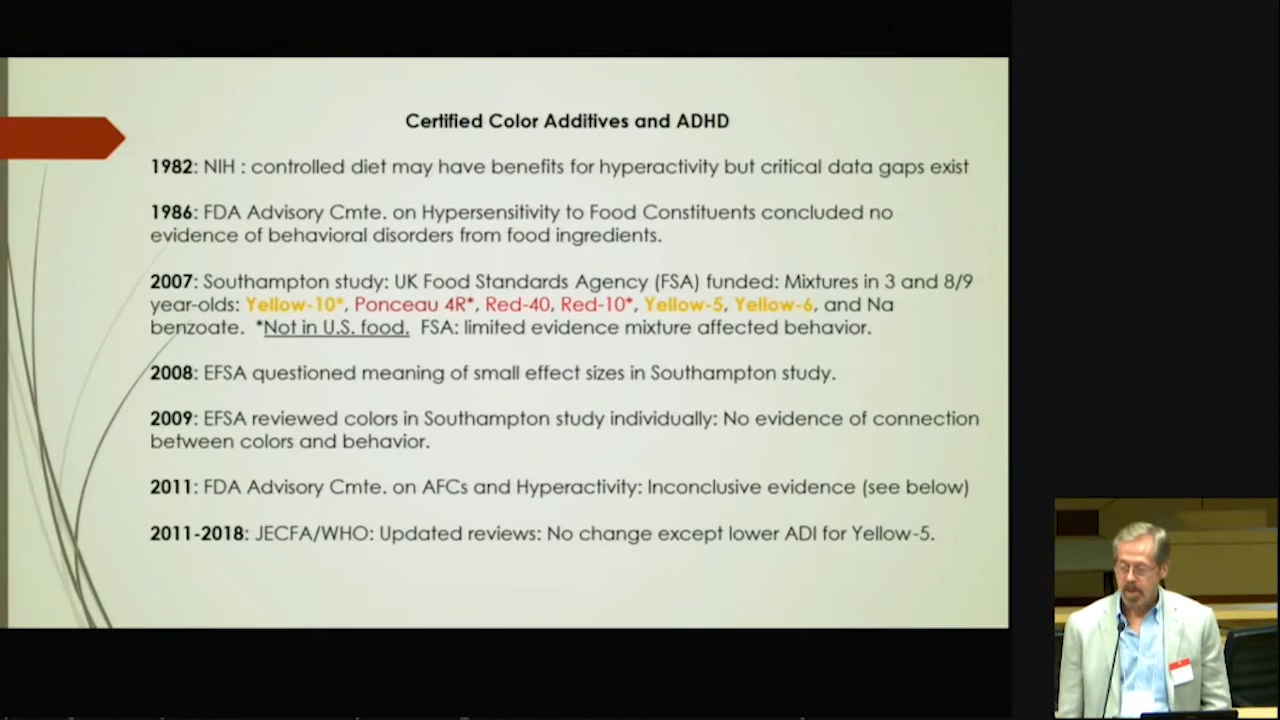 Certified Color Additives and ADHD
1982: NIH : controlled diet may have benefits for hyperactivity but critical data gaps exist
1986: FDA Advisory Cmte. on Hypersensitivity to Food Constituents concluded no
evidence of behavioral disorders from food ingredients.
2007: Southampton study: UK Food Standards Agency (FSA) funded: Mixtures in 3 and 8/9
year-olds: Yellow-10*, Ponceau 4R*, Red-40, Red-10*, Yellow-5, Yellow-6, and Na
benzoate. *Not in U.S. food. FSA: limited evidence mixture affected behavior.
2008: EFSA questioned meaning of small effect sizes in Southampton study.
2009: EFSA reviewed colors in Southampton study individually: No evidence of connection
between colors and behavior.
2011: FDA Advisory Cmte. on AFCs and Hyperactivity: Inconclusive evidence (see below)
2011-2018: JECFA/WHO: Updated reviews: No change except lower ADI for Yellow-5.